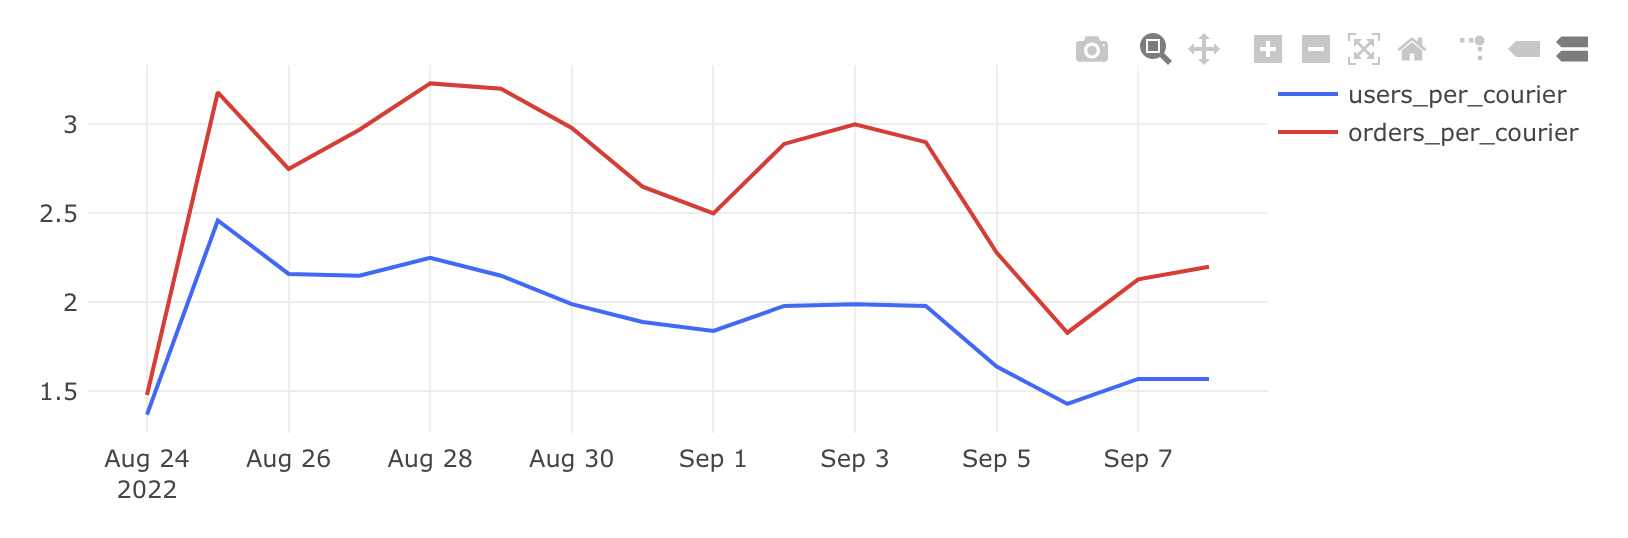 users_per_courier
orders_per_courier
3
2.5
2
1.5
Aug 24 Aug 26 Aug 28 Aug 30 Sep 1 Sep 3 Sep 5 Sep 7
2022